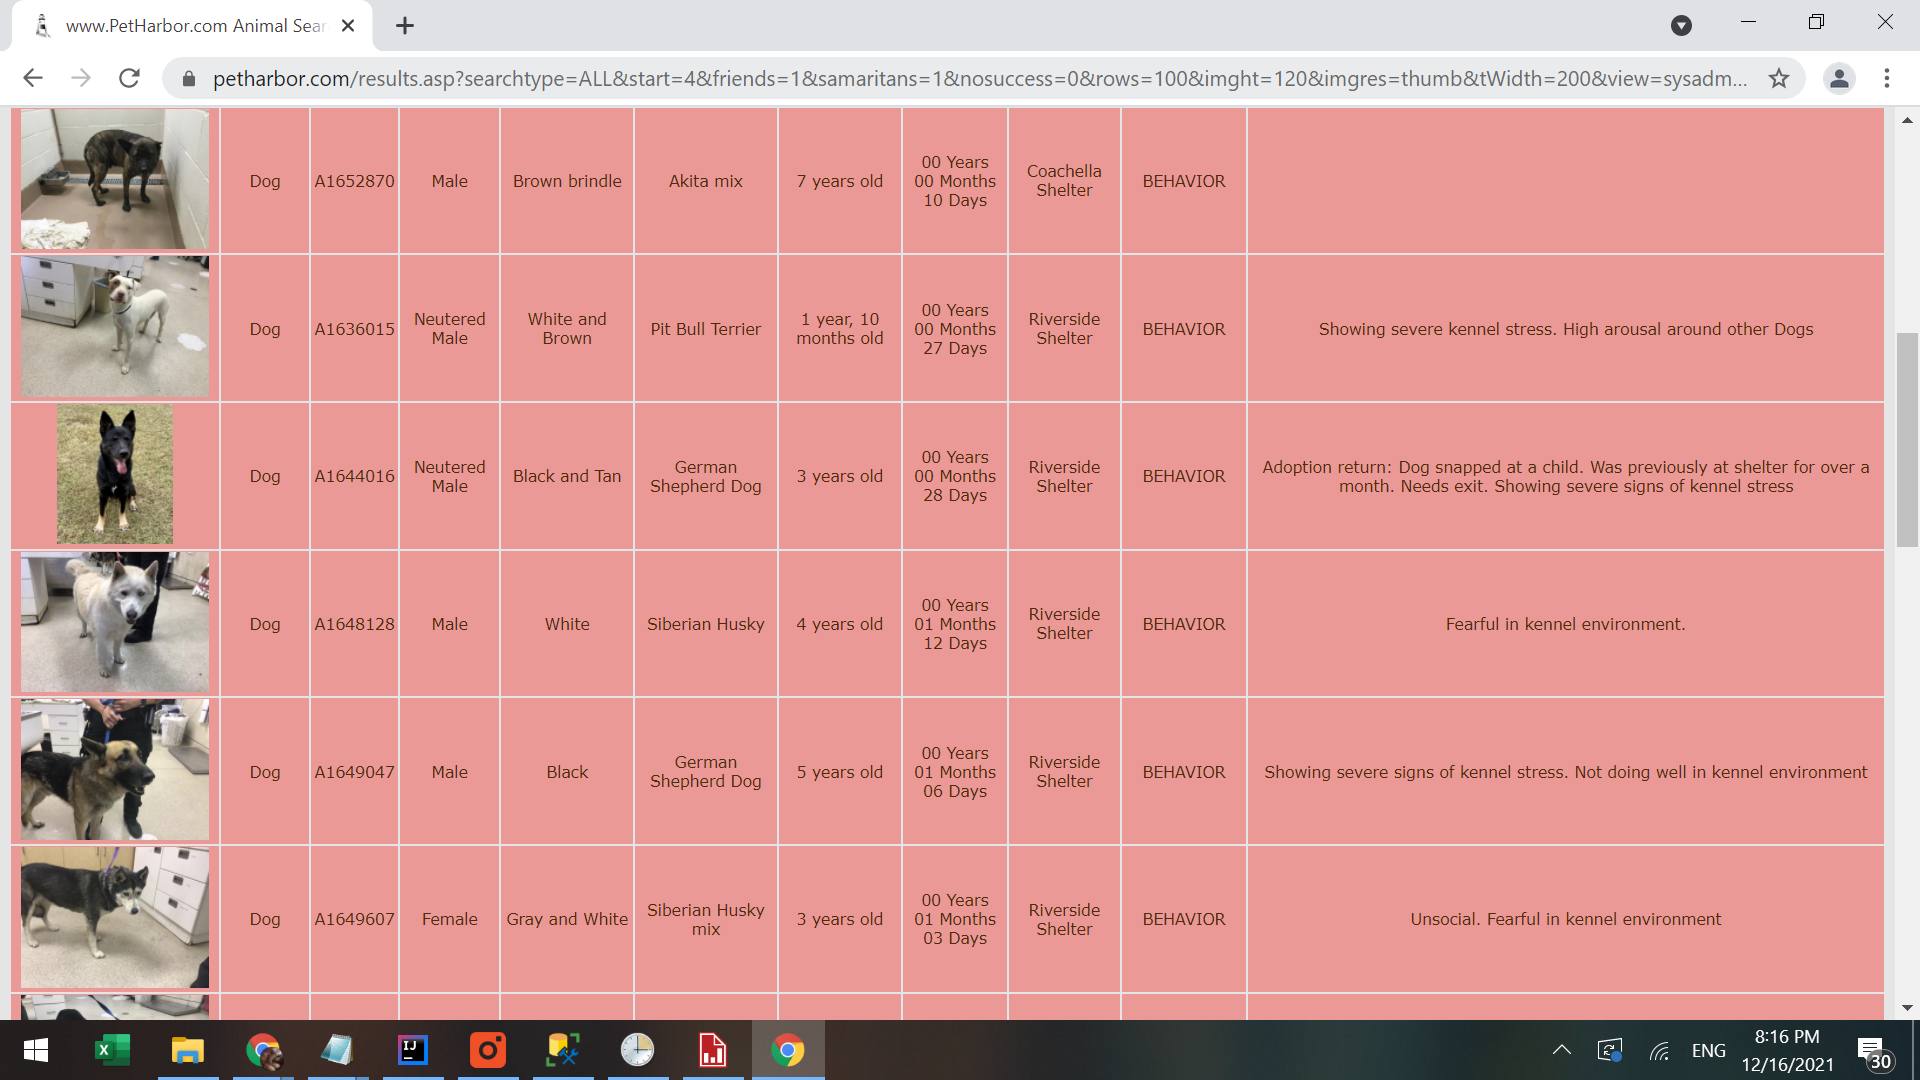 www.PetHarbor.com Animal Sear
petharbor.com/results.asp?searchtype=ALL&start=4&friends=1&samaritans=1&nosuccess=0&rows=100&imght=120&imgres=thumb&tWidth=200&view=sysadm...
Dog
A1652870
Male
Brown brindle
Akita mix
7 years old
00 Years
00 Months
10 Days
Coachella
Shelter
BEHAVIOR
Dog
A1636015
Neutered
Male
White and
Brown
Pit Bull Terrier
1 year, 10
months old
00 Years
00 Months
27 Days
Riverside
Shelter
BEHAVIOR
Showing severe kennel stress. High arousal around other Dogs
Dog
A1644016
Neutered
Male
Black and Tan
German
Shepherd Dog
3 years old
00 Years
00 Months
28 Days
Riverside
Shelter
BEHAVIOR
Adoption return: Dog snapped at a child. Was previously at shelter for over a
month. Needs exit. Showing severe signs of kennel stress
Dog
A1648128
Male
White
Siberian Husky
4 years old
00 Years
01 Months
12 Days
Riverside
Shelter
BEHAVIOR
Fearful in kennel environment.
Dog
A1649047
Male
Black
German
Shepherd Dog
5 years old
00 Years
01 Months
06 Days
Riverside
Shelter
BEHAVIOR
Showing severe signs of kennel stress. Not doing well in kennel environment
Dog
A1649607
Female
Gray and White
Siberian Husky
mix
3 years old
00 Years
01 Months
03 Days
Riverside
Shelter
BEHAVIOR
Unsocial. Fearful in kennel environment
X
IJ
ENG
8:16 PM
12/16/2021
30